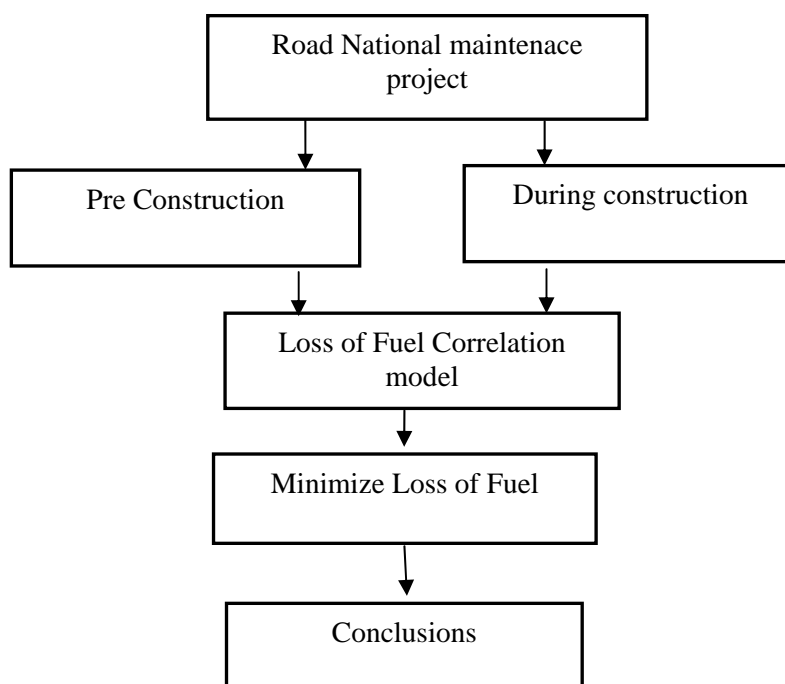 Road National maintenace
project
Pre Construction
During construction
Loss of Fuel Correlation
model
Minimize Loss of Fuel
Conclusions